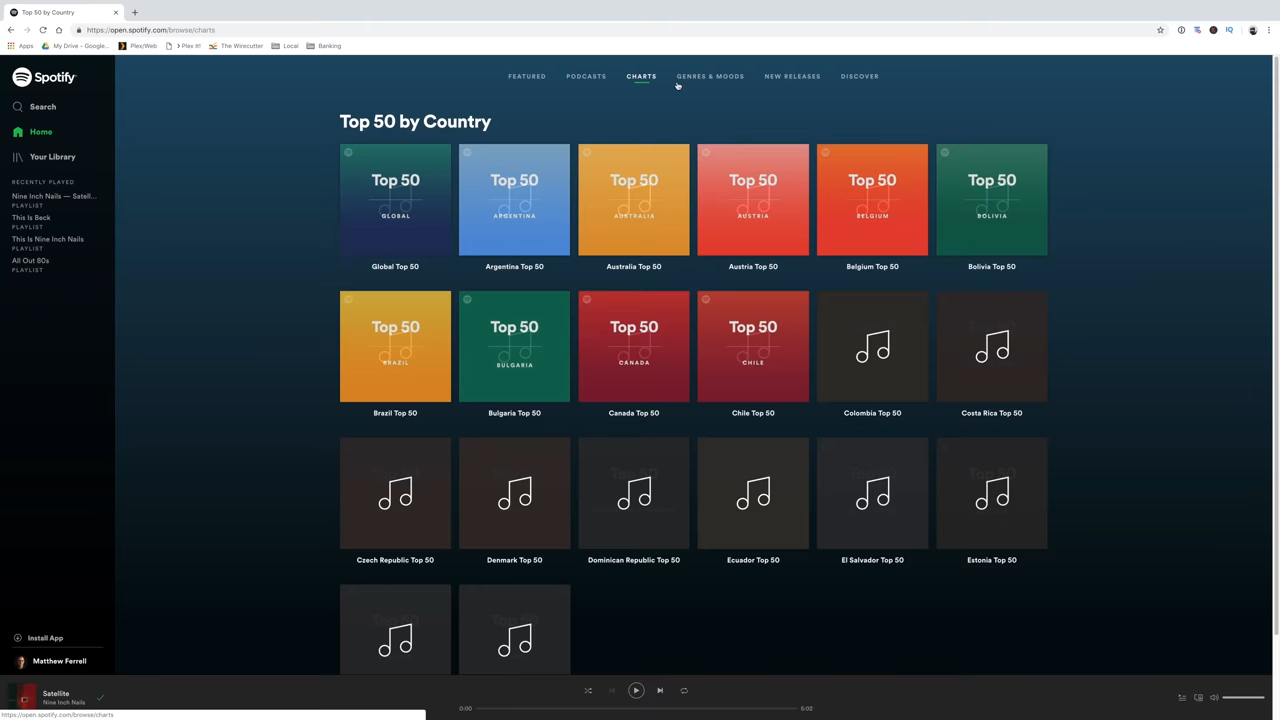 Top 50 by Country
https://open.spotify.com/browse/charts
Apps
My Drive - Google...
Plex/Web
> Plex It!
The Wirecutter
Local
Banking
Spotify
Search
Home
Your Library
RECENTLY PLAYED
Nine Inch Nails — Satell...
PLAYLIST
This Is Beck
PLAYLIST
This Is Nine Inch Nails
PLAYLIST
All Out 80s
PLAYLIST
Install App
Matthew Ferrell
FEATURED PODCASTS CHARTS GENRES & MOODS NEW RELEASES DISCOVER
Top 50 by Country
Top 50
GLOBAL
Global Top 50
Top 50
ARGENTINA
Argentina Top 50
Top 50
AUSTRALIA
Australia Top 50
Top 50
AUSTRIA
Austria Top 50
Top 50
BELGIUM
Belgium Top 50
Top 50
BOLIVIA
Bolivia Top 50
Top 50
BRAZIL
Brazil Top 50
Top 50
BULGARIA
Bulgaria Top 50
Top 50
CANADA
Canada Top 50
Top 50
CHILE
Chile Top 50
Colombia Top 50
Costa Rica Top 50
Czech Republic Top 50
Denmark Top 50
Dominican Republic Top 50
Ecuador Top 50
El Salvador Top 50
Estonia Top 50
Satellite
Nine Inch Nails
0:00
5:02
https://open.spotify.com/browse/charts